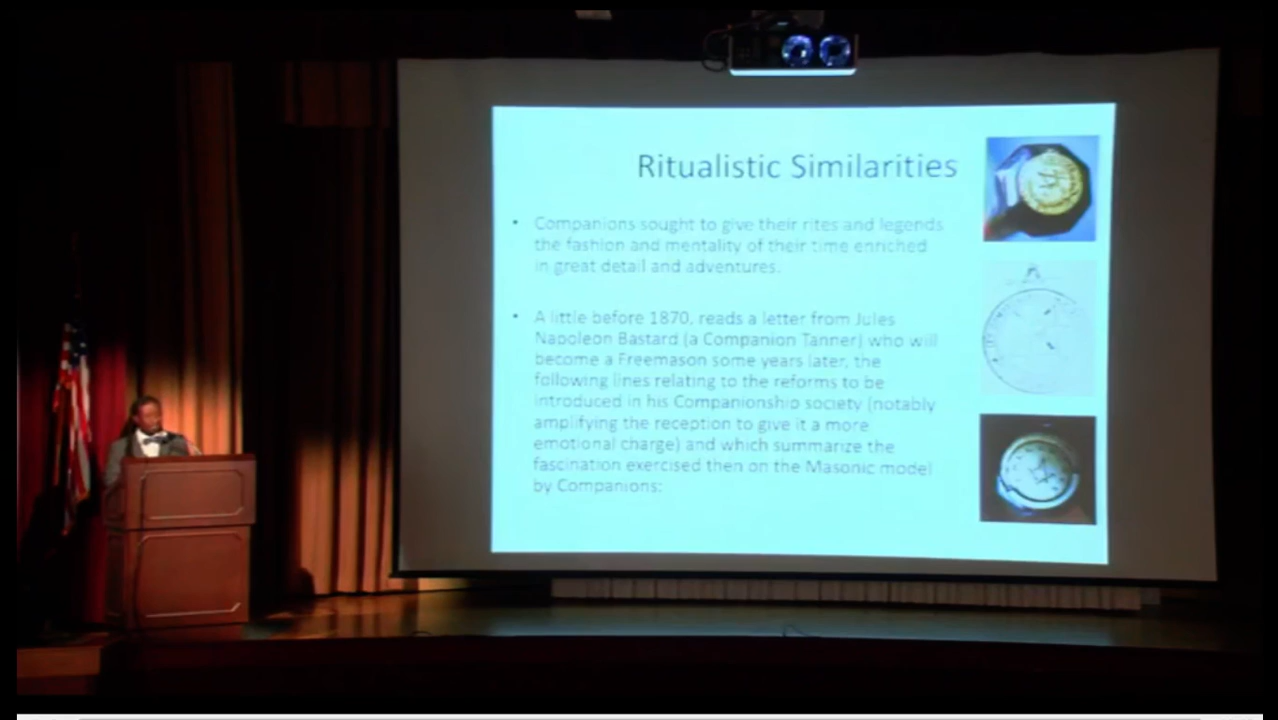 Ritualistic Similarities
• Companions sought to give their rites and legends
the fashion and mentality of their time enriched
in great detail and adventures.
• A little before 1870, reads a letter from Jules
Napoleon Bastard (a Companion Tanner) who will
become a Freemason some years later, the
following lines relating to the reforms to be
introduced in his Companionship society (notably
amplifying the reception to give it a more
emotional charge) and which summarize the
fascination exercised then on the Masonic model
by Companions: